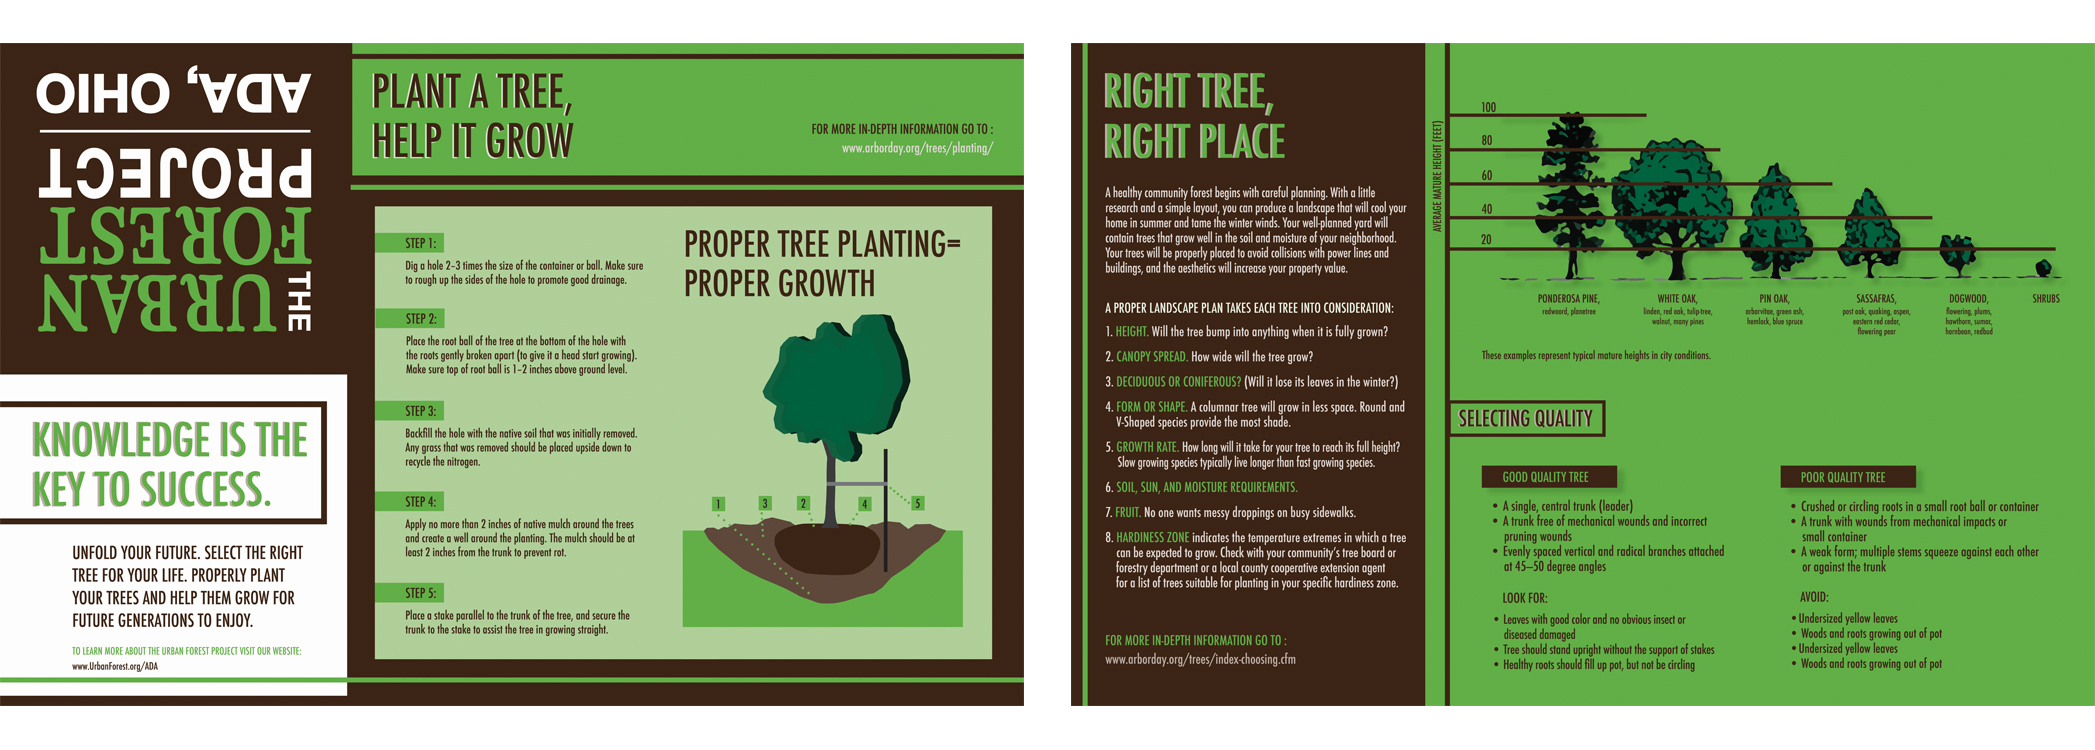 THE
URBAN
FOREST
PROJECT
ADA, OHIO
KNOWLEDGE IS THE
KEY TO SUCCESS.
UNFOLD YOUR FUTURE. SELECT THE RIGHT
TREE FOR YOUR LIFE. PROPERLY PLANT
YOUR TREES AND HELP THEM GROW FOR
FUTURE GENERATIONS TO ENJOY.
TO LEARN MORE ABOUT THE URBAN FOREST PROJECT VISIT OUR WEBSITE:
www.UrbanForest.org/ADA
PLANT A TREE,
HELP IT GROW
FOR MORE IN-DEPTH INFORMATION GO TO :
www.arborday.org/trees/planting/
STEP 1:
Dig a hole 2-3 times the size of the container or ball. Make sure
to rough up the sides of the hole to promote good drainage.
STEP 2:
Place the root ball of the tree at the bottom of the hole with
the roots gently broken apart (to give it a head start growing).
Make sure top of root ball is 1-2 inches above ground level.
STEP 3:
Backfill the hole with the native soil that was initially removed.
Any grass that was removed should be placed upside down to
recycle the nitrogen.
STEP 4:
Apply no more than 2 inches of native mulch around the trees
and create a well around the planting. The mulch should be at
least 2 inches from the trunk to prevent rot.
STEP 5:
Place a stake parallel to the trunk of the tree, and secure the
trunk to the stake to assist the tree in growing straight.
PROPER TREE PLANTING=
PROPER GROWTH
1 3 2 4 5
RIGHT TREE,
RIGHT PLACE
A healthy community forest begins with careful planning. With a little
research and a simple layout, you can produce a landscape that will cool your
home in summer and tame the winter winds. Your well-planned yard will
contain trees that grow well in the soil and moisture of your neighborhood.
Your trees will be properly placed to avoid collisions with power lines and
buildings, and the aesthetics will increase your property value.
A PROPER LANDSCAPE PLAN TAKES EACH TREE INTO CONSIDERATION:
1. HEIGHT. Will the tree bump into anything when it is fully grown?
2. CANOPY SPREAD. How wide will the tree grow?
3. DECIDUOUS OR CONIFEROUS? (Will it lose its leaves in the winter?)
4. FORM OR SHAPE. A columnar tree will grow in less space. Round and
V-Shaped species provide the most shade.
5. GROWTH RATE. How long will it take for your tree to reach its full height?
Slow growing species typically live longer than fast growing species.
6. SOIL, SUN, AND MOISTURE REQUIREMENTS.
7. FRUIT. No one wants messy droppings on busy sidewalks.
8. HARDINESS ZONE indicates the temperature extremes in which a tree
can be expected to grow. Check with your community's tree board or
forestry department or a local county cooperative extension agent
for a list of trees suitable for planting in your specific hardiness zone.
FOR MORE IN-DEPTH INFORMATION GO TO :
www.arborday.org/trees/index-choosing.cfm
AVERAGE MATURE HEIGHT (FEET)
100
80
60
40
20
PONDEROSA PINE,
redwoord, planetree
WHITE OAK,
linden, red oak, tulip-tree,
walnut, many pines
PIN OAK,
arborvitae, green ash,
hemlock, blue spruce
SASSAFRAS,
post oak, quaking, aspen,
eastern red cedar,
flowering pear
DOGWOOD,
flowering, plums,
hawthorn, sumac,
hornbean, redbud
SHRUBS
These examples represent typical mature heights in city conditions.
SELECTING QUALITY
GOOD QUALITY TREE
• A single, central trunk (leader)
• A trunk free of mechanical wounds and incorrect
pruning wounds
• Evenly spaced vertical and radical branches attached
at 45–50 degree angles
LOOK FOR:
• Leaves with good color and no obvious insect or
diseased damaged
• Tree should stand upright without the support of stakes
• Healthy roots should fill up pot, but not be circling
POOR QUALITY TREE
• Crushed or circling roots in a small root ball or container
• A trunk with wounds from mechanical impacts or
small container
• A weak form; multiple stems squeeze against each other
or against the trunk
AVOID:
• Undersized yellow leaves
• Woods and roots growing out of pot
• Undersized yellow leaves
• Woods and roots growing out of pot